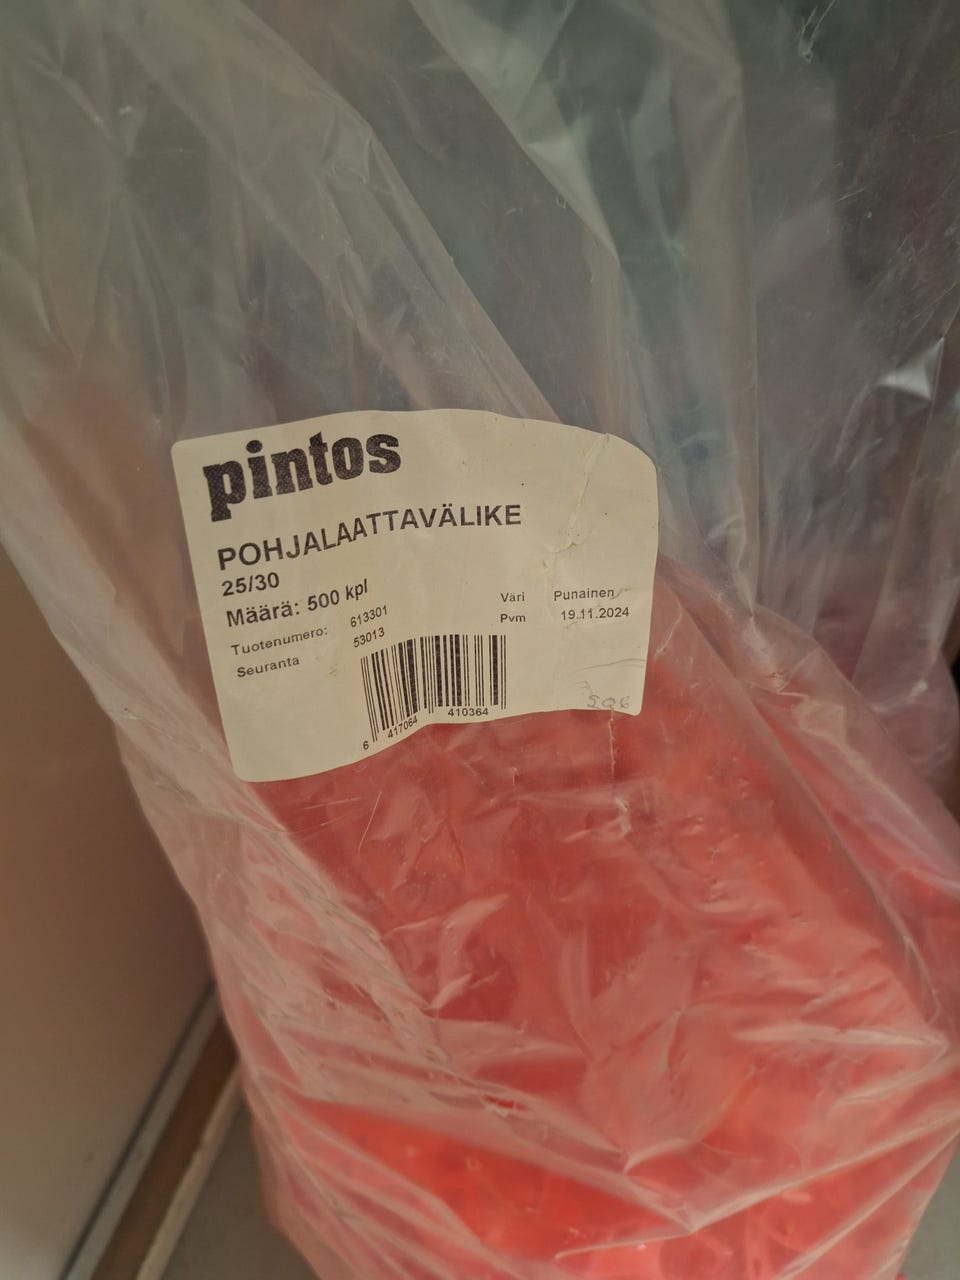 pintos
POHJALAATTAVÄLIKE
25/30
Määrä: 500 kpl
Tuotenumero: 613301
Seuranta 53013
Väri Punainen
Pvm 19.11.2024
6 417064 410364
506